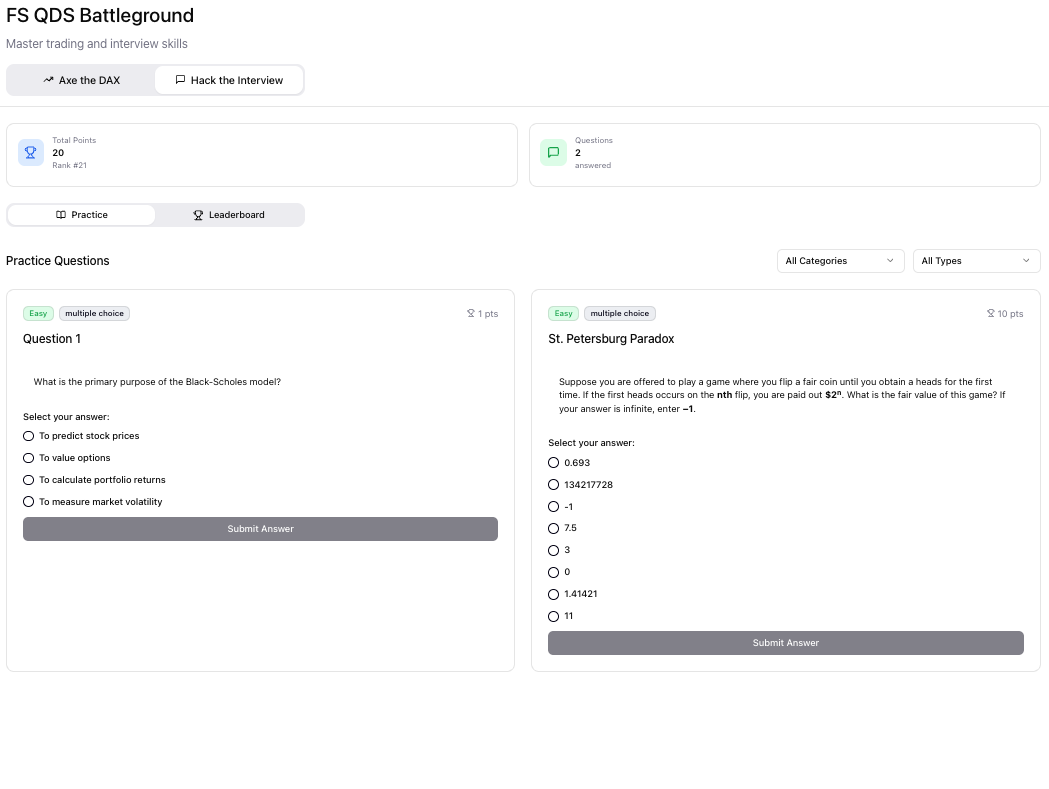 FS QDS Battleground
Master trading and interview skills
Axe the DAX
Hack the Interview
Total Points
20
Rank #21
Questions
2
answered
Practice
Leaderboard
Practice Questions
All Categories
All Types
Easy
multiple choice
1 pts
Question 1
What is the primary purpose of the Black-Scholes model?
Select your answer:
To predict stock prices
To value options
To calculate portfolio returns
To measure market volatility
Submit Answer
Easy
multiple choice
10 pts
St. Petersburg Paradox
Suppose you are offered to play a game where you flip a fair coin until you obtain a heads for the first
time. If the first heads occurs on the nth flip, you are paid out $2ⁿ. What is the fair value of this game? If
your answer is infinite, enter −1.
Select your answer:
0.693
134217728
-1
7.5
3
0
1.41421
11
Submit Answer